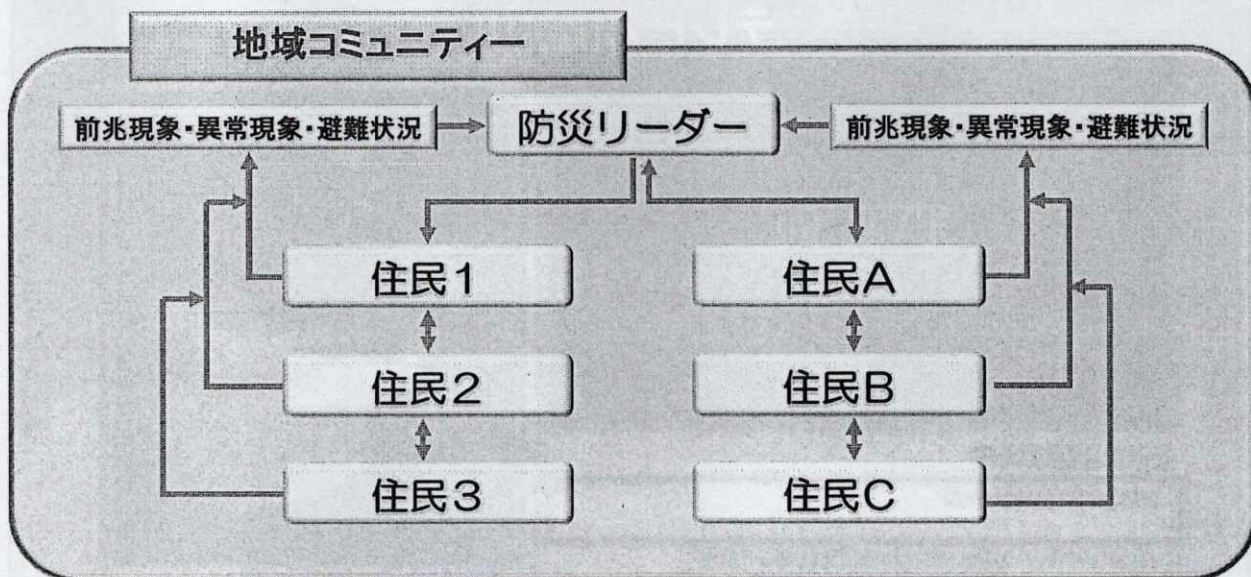 地域コミュニティー
前兆現象・異常現象・避難状況
防災リーダー
前兆現象・異常現象・避難状況
住民1
住民A
住民2
住民B
住民3
住民C